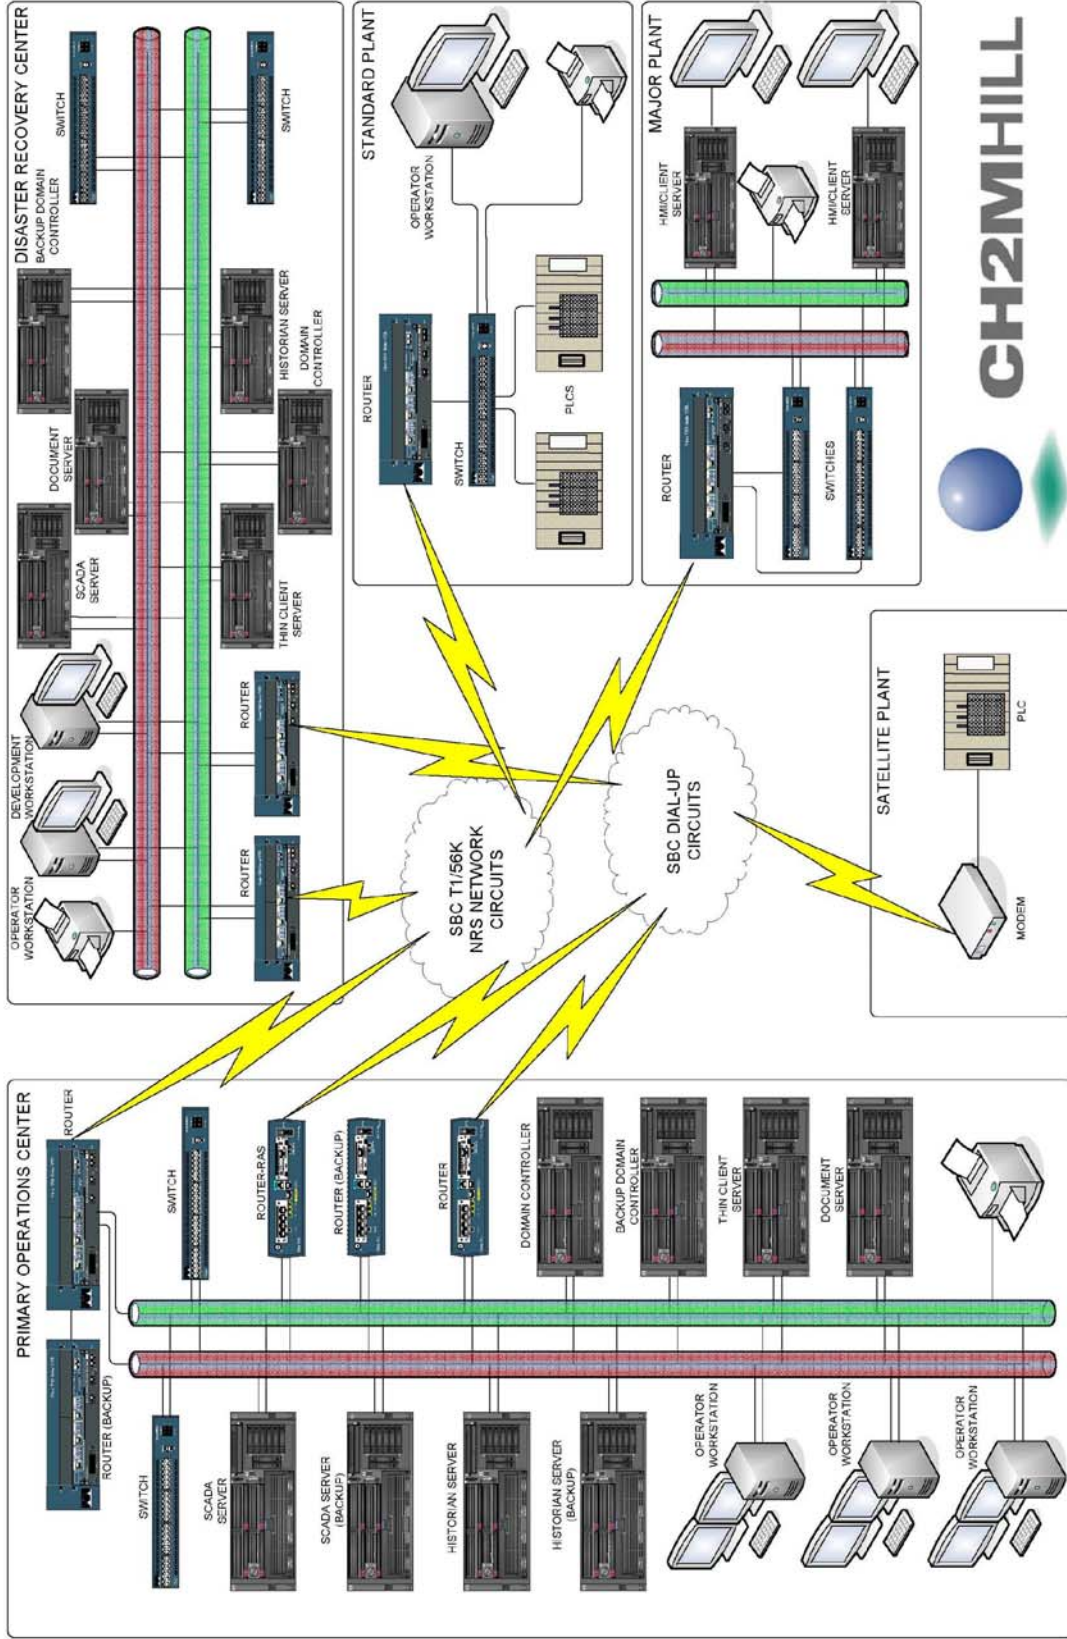 PRIMARY OPERATIONS CENTER
ROUTER (BACKUP)
ROUTER
SWITCH
SWITCH
SCADA
SERVER
ROUTER-RAS
SCADA SERVER
(BACKUP)
ROUTER (BACKUP)
HISTORIAN SERVER
ROUTER
HISTORIAN SERVER
(BACKUP)
DOMAIN CONTROLLER
BACKUP DOMAIN
CONTROLLER
THIN CLIENT
SERVER
DOCUMENT
SERVER
OPERATOR
WORKSTATION
OPERATOR
WORKSTATION
OPERATOR
WORKSTATION
DISASTER RECOVERY CENTER
OPERATOR
WORKSTATION
DEVELOPMENT
WORKSTATION
SCADA
SERVER
DOCUMENT
SERVER
BACKUP DOMAIN
CONTROLLER
SWITCH
ROUTER
ROUTER
THIN CLIENT
SERVER
HISTORIAN SERVER
DOMAIN
CONTROLLER
SWITCH
SBC T1/56K
NRS NETWORK
CIRCUITS
SBC DIAL-UP
CIRCUITS
STANDARD PLANT
ROUTER
OPERATOR
WORKSTATION
SWITCH
PLCS
MAJOR PLANT
ROUTER
HMI/CLIENT
SERVER
SWITCHES
HMI/CLIENT
SERVER
SATELLITE PLANT
MODEM
PLC
CH2MHILL